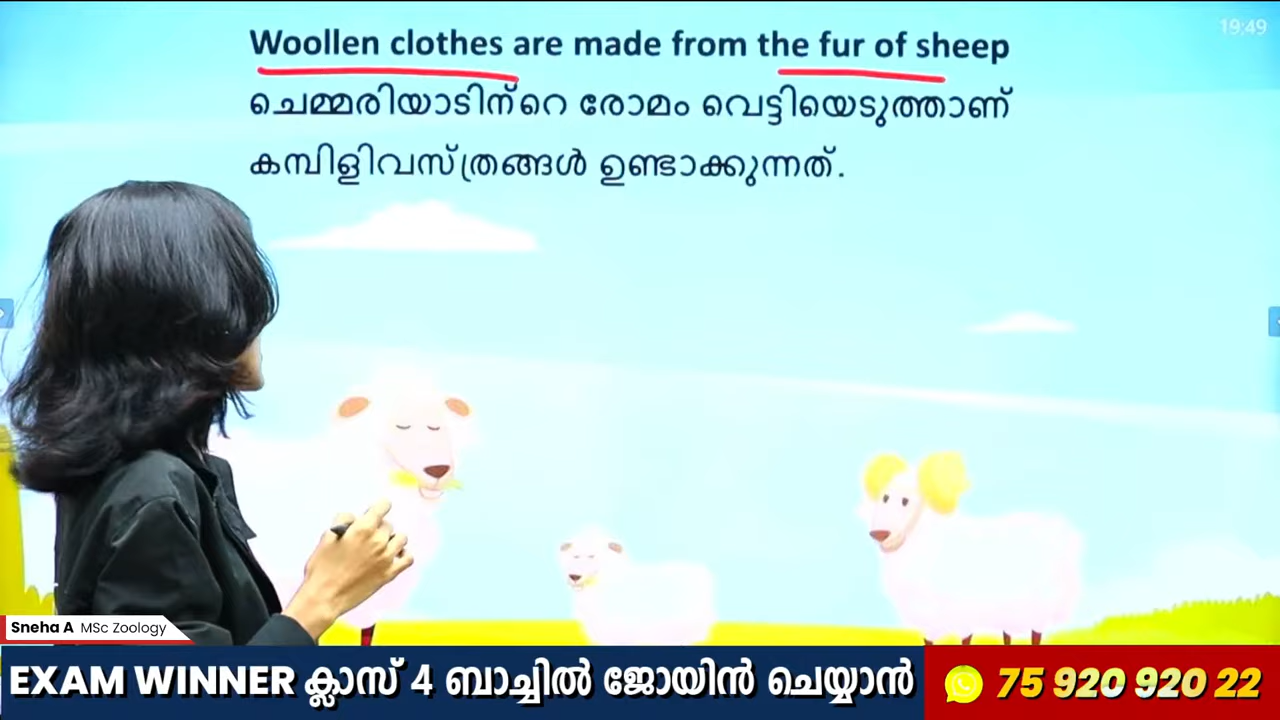 19:49
Woollen clothes are made from the fur of sheep
ചെമ്മരിയാടിന്റെ രോമം വെട്ടിയെടുത്താണ്
കമ്പിളിവസ്ത്രങ്ങൾ ഉണ്ടാക്കുന്നത്.
Sneha A MSc Zoology
EXAM WINNER ക്ലാസ് 4 ബാച്ചിൽ ജോയിൻ ചെയ്യാൻ
75 920 920 22